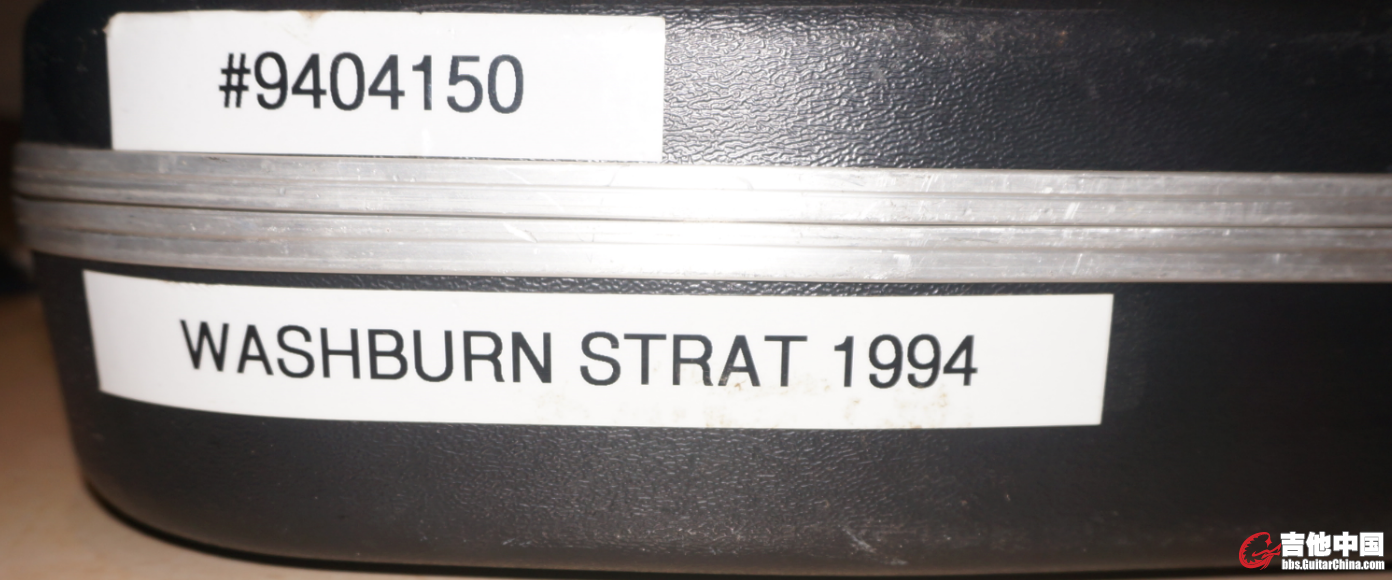 #9404150
WASHBURN STRAT 1994
吉他中国
bbs.GuitarChina.com